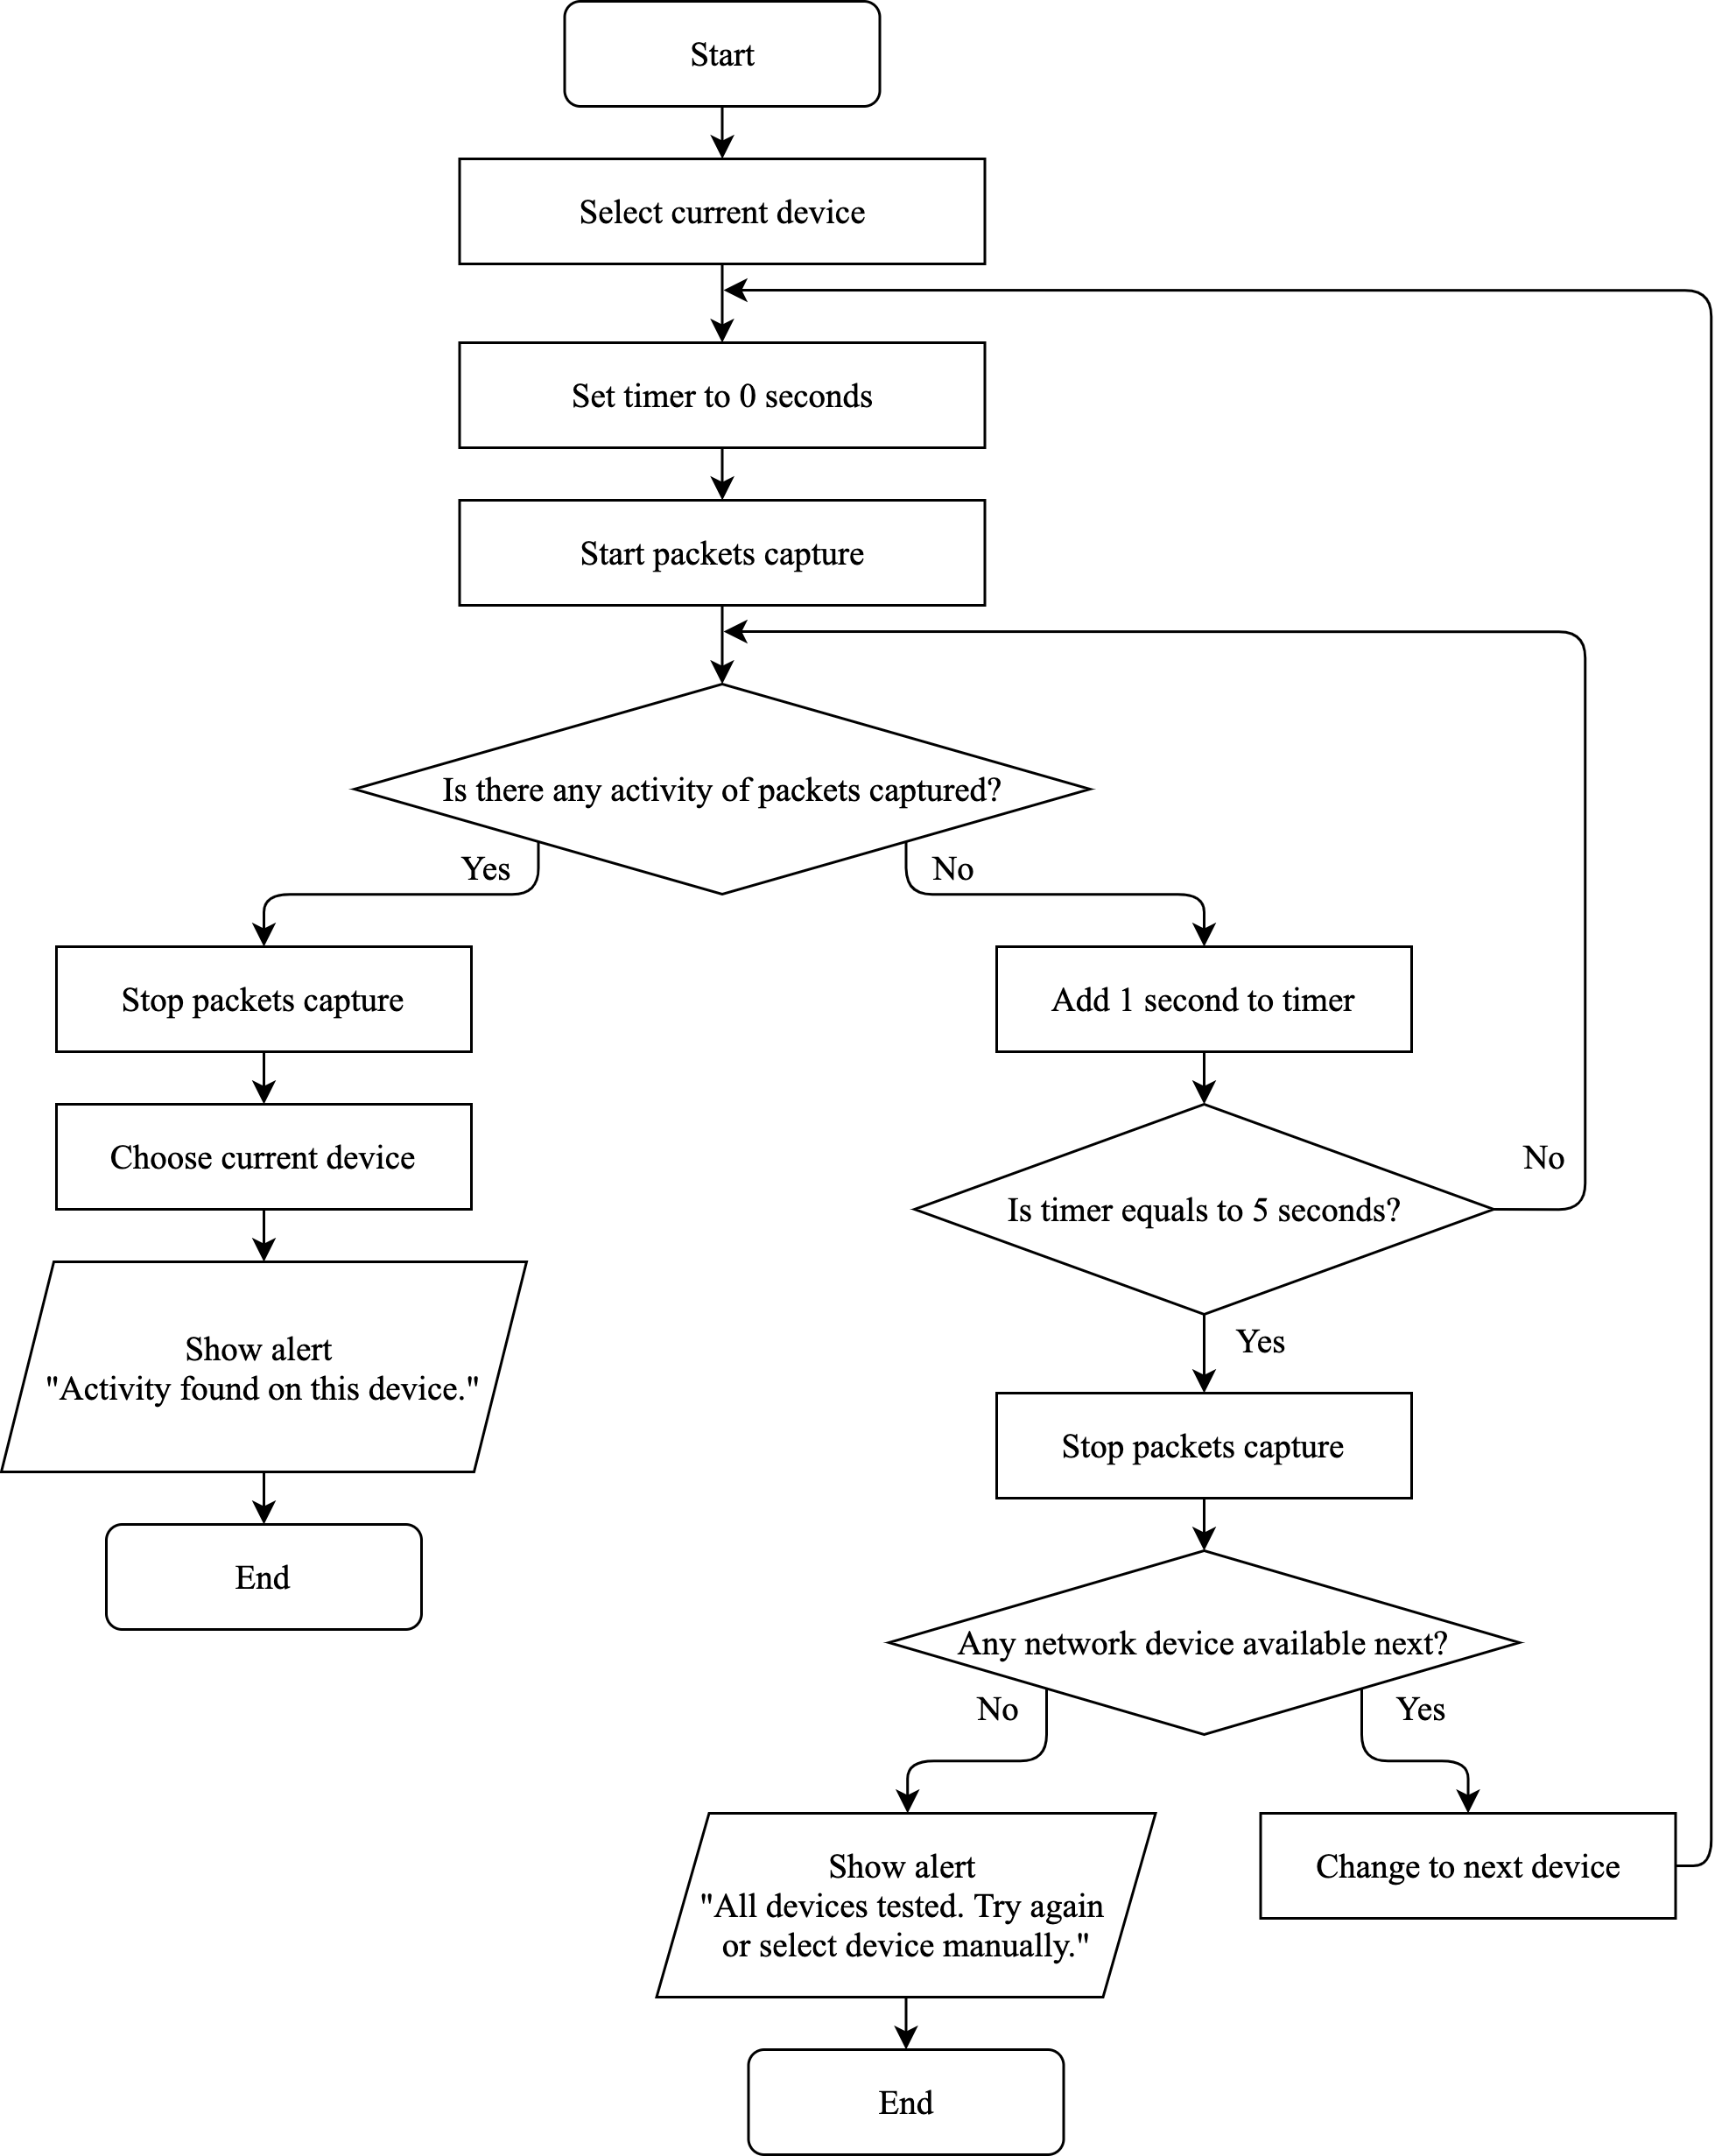 Start
Select current device
Set timer to 0 seconds
Start packets capture
Is there any activity of packets captured?
Yes
No
Stop packets capture
Add 1 second to timer
Choose current device
No
Is timer equals to 5 seconds?
Yes
Show alert
"Activity found on this device."
Stop packets capture
End
Any network device available next?
No
Yes
Show alert
"All devices tested. Try again
or select device manually."
Change to next device
End